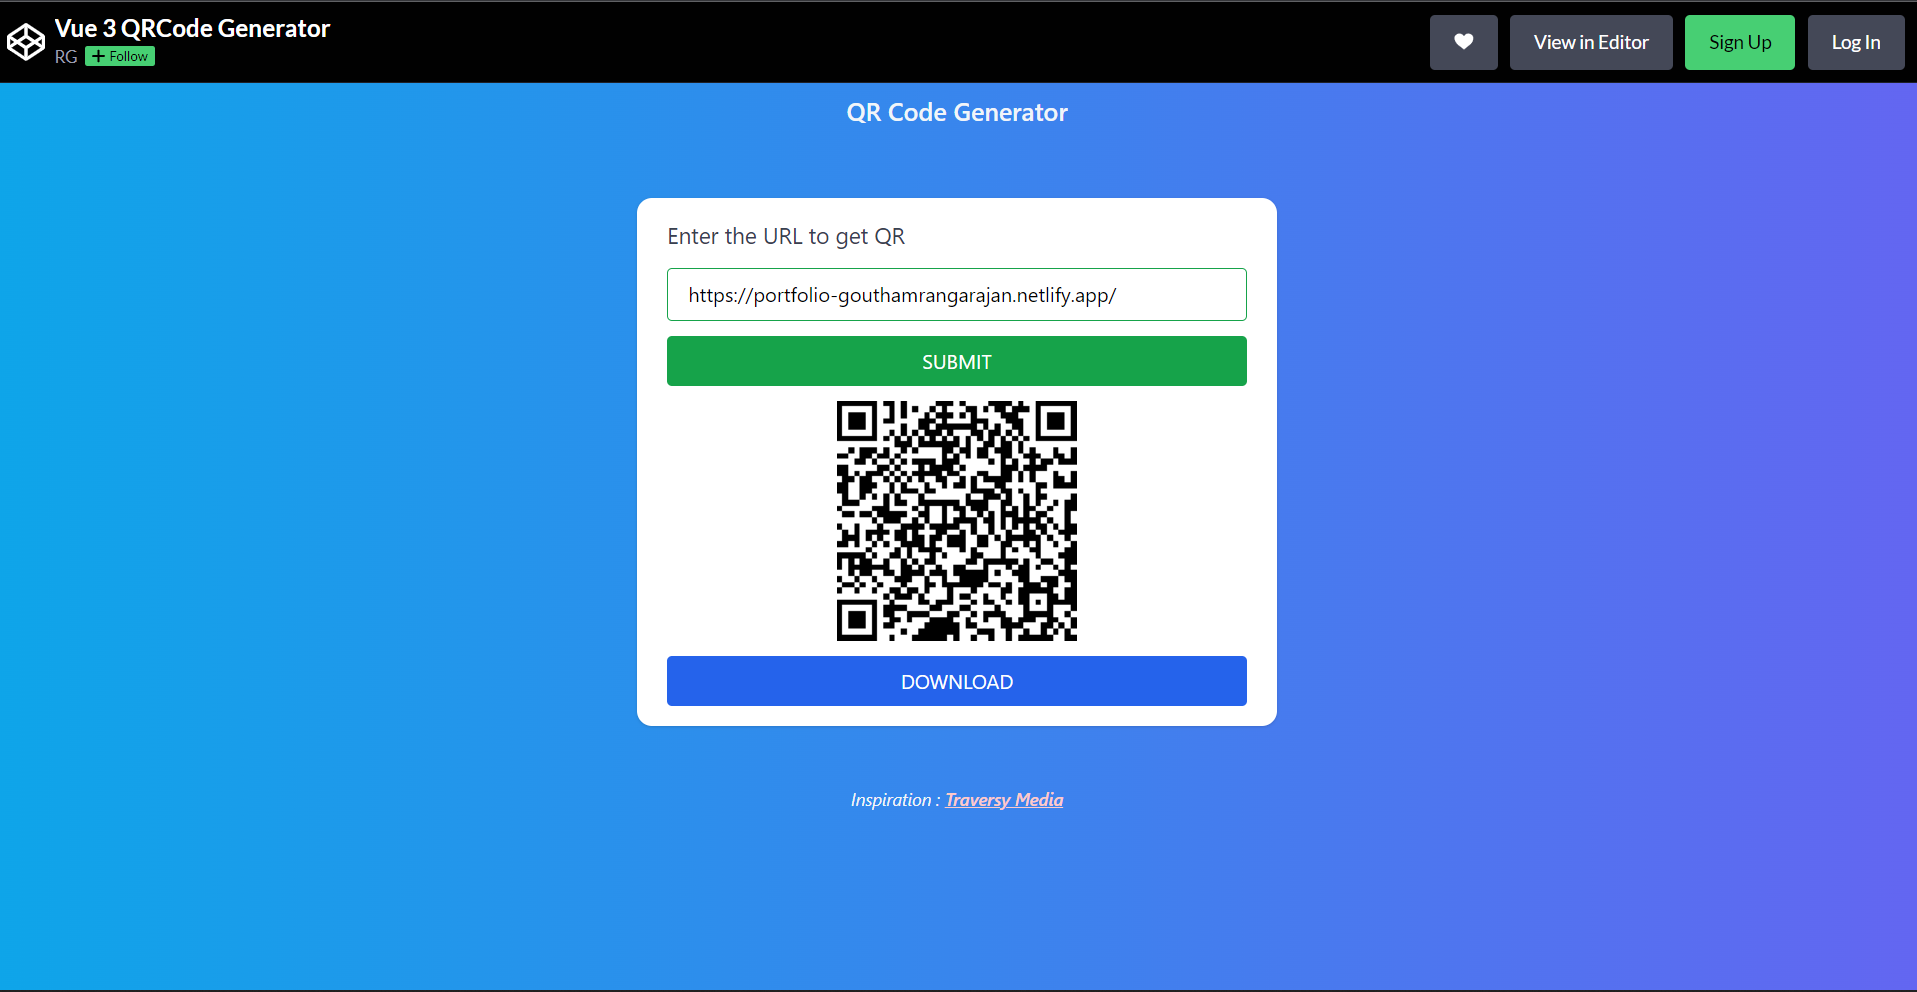 Vue 3 QRCode Generator
RG + Follow
View in Editor
Sign Up
Log In
QR Code Generator
Enter the URL to get QR
https://portfolio-gouthamrangarajan.netlify.app/
SUBMIT
DOWNLOAD
Inspiration : Traversy Media